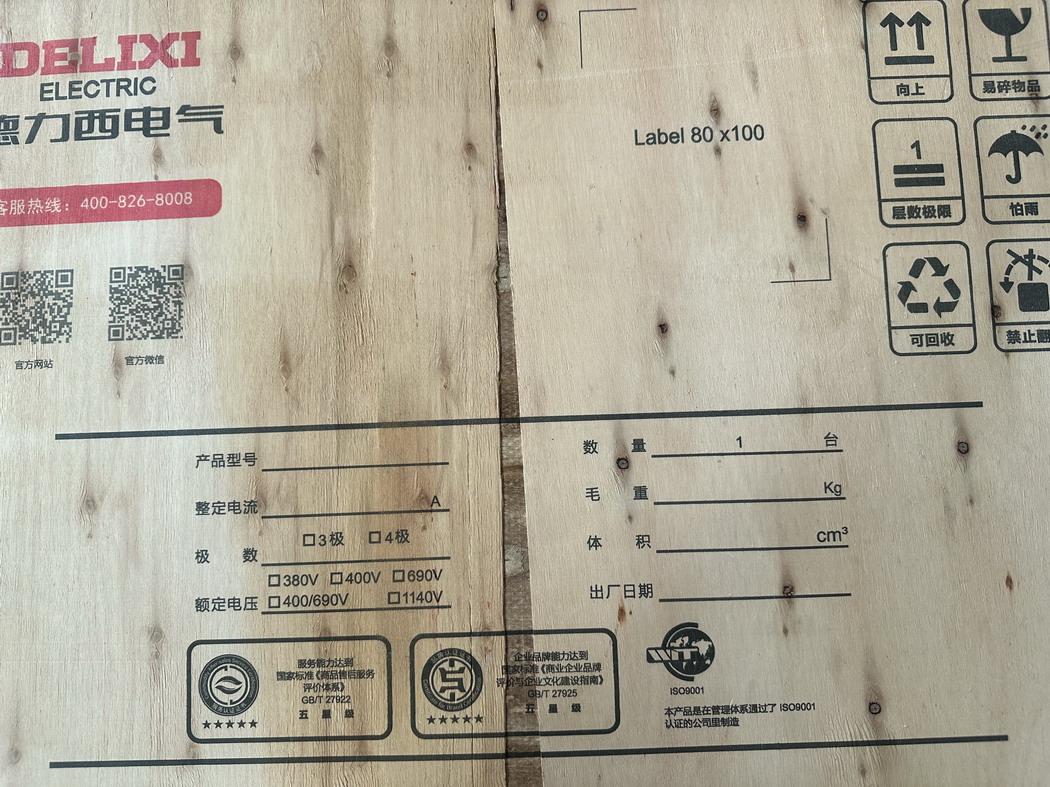 DELIXI
ELECTRIC
德力西电气
客服热线：400-826-8008
官方网站
官方微信
Label 80 x100
向上
易碎物品
1
层数极限
怕雨
可回收
禁止翻
产品型号
整定电流 A
极 数 □3极 □4极
□380V □400V □690V
额定电压 □400/690V □1140V
数 量 1 台
毛 重 Kg
体 积 cm³
出厂日期
服务能力达到
国家标准《商品售后服务
评价体系》
GB/T 27922
五 星 级
企业品牌能力达到
国家标准《商业企业品牌
评价与企业文化建设指南》
GB/T 27925
五 星 级
ISO9001
本产品是在管理体系通过了 ISO9001
认证的公司里制造